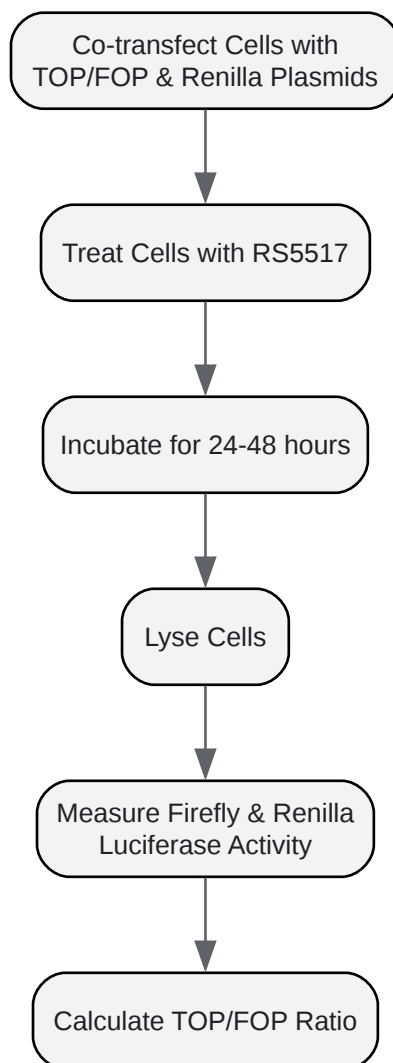 Co-transfect Cells with
TOP/FOP & Renilla Plasmids
Treat Cells with RS5517
Incubate for 24-48 hours
Lyse Cells
Measure Firefly & Renilla
Luciferase Activity
Calculate TOP/FOP Ratio